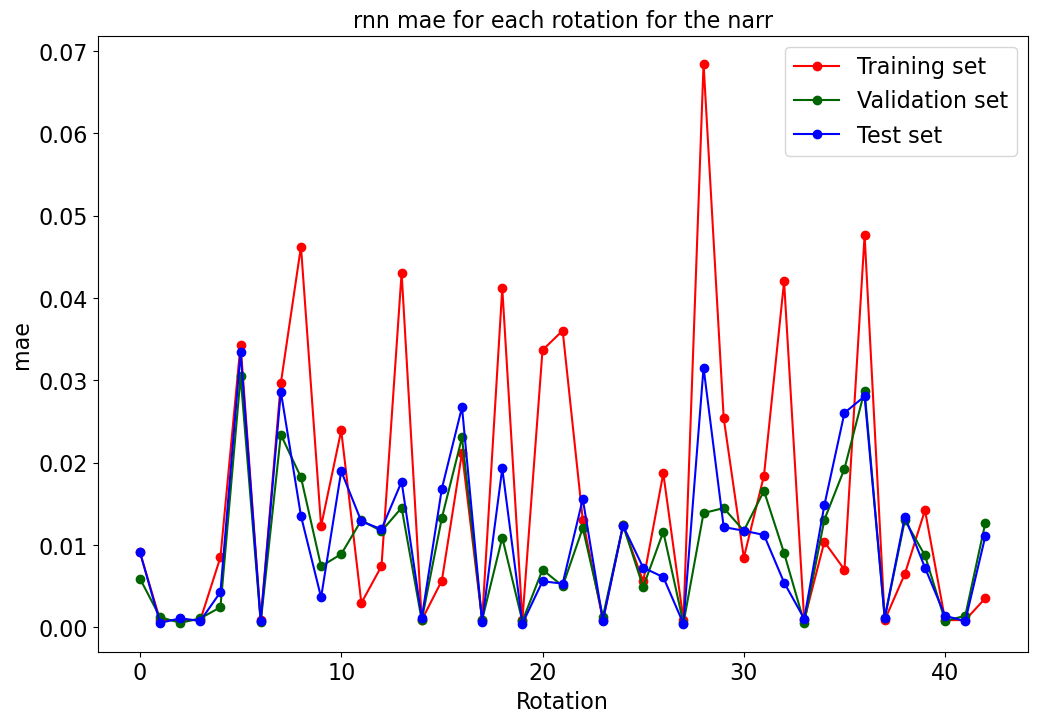 rnn mae for each rotation for the narr
0.07
0.06
0.05
0.04
0.03
0.02
0.01
0.00
mae
Training set
Validation set
Test set
0 10 20 30 40
Rotation